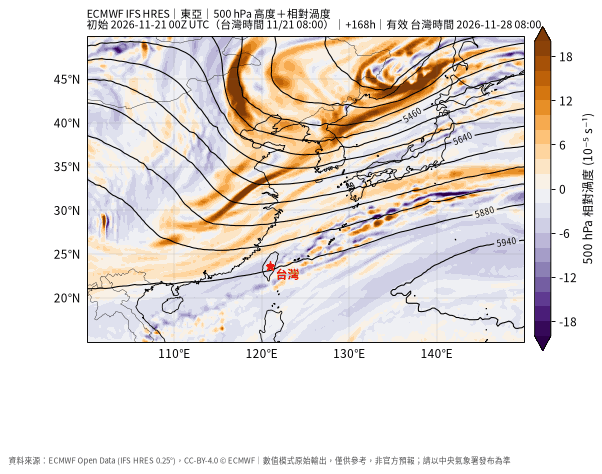 ECMWF IFS HRES｜東亞｜500 hPa 高度＋相對渦度
初始 2026-11-21 00Z UTC（台灣時間 11/21 08:00）｜+168h｜有效 台灣時間 2026-11-28 08:00
45°N
40°N
35°N
30°N
25°N
20°N
110°E
120°E
130°E
140°E
5460
5640
5880
5940
台灣
18
12
6
0
-6
-12
-18
500 hPa 相對渦度 (10⁻⁵ s⁻¹)
資料來源：ECMWF Open Data (IFS HRES 0.25°)・CC-BY-4.0 © ECMWF｜數值模式原始輸出，僅供參考，非官方預報；請以中央氣象署發布為準